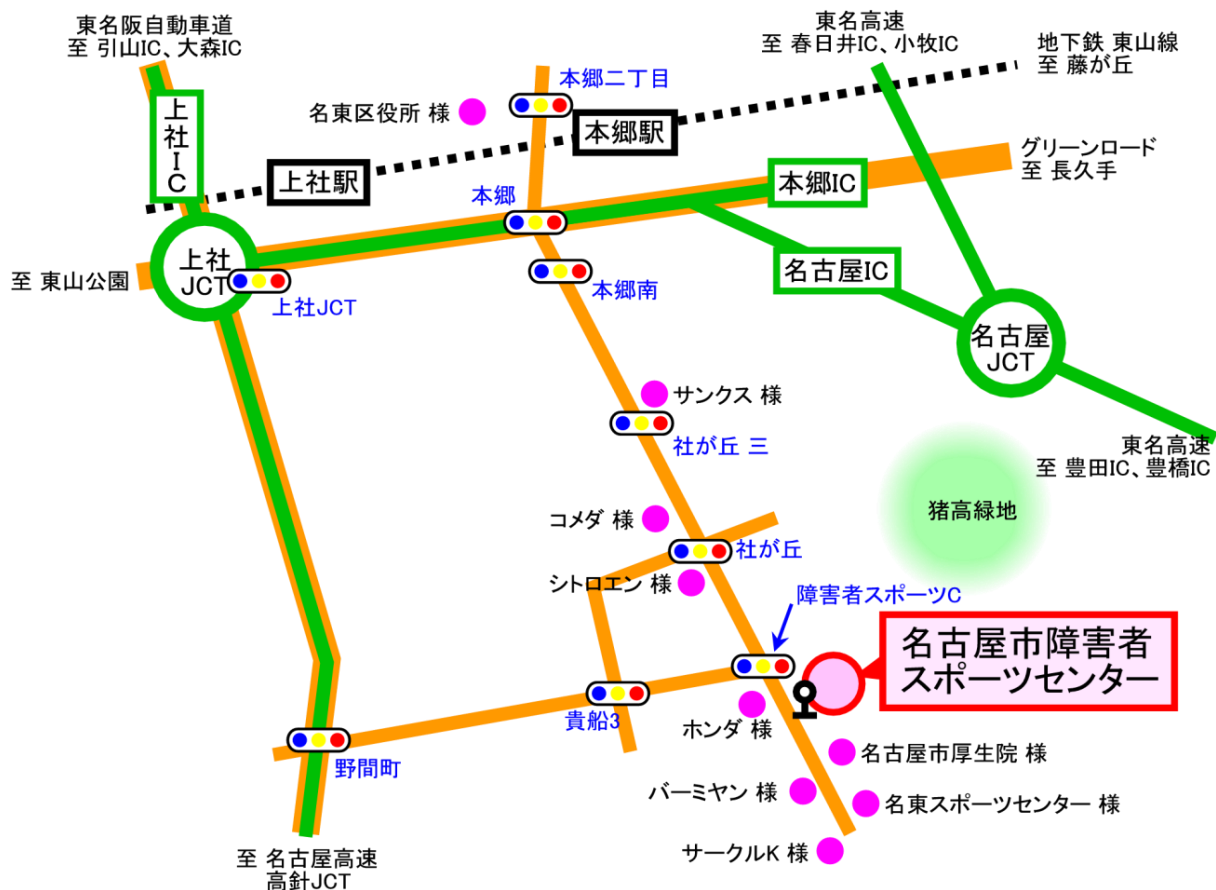 東名阪自動車道
至 引山IC、大森IC
東名高速
至 春日井IC、小牧IC
地下鉄 東山線
至 藤が丘
本郷二丁目
名東区役所 様
上社IC
本郷駅
上社駅
グリーンロード
至 長久手
本郷IC
本郷
上社
JCT
至 東山公園
上社JCT
本郷南
名古屋IC
名古屋
JCT
サンクス 様
社が丘 三
東名高速
至 豊田IC、豊橋IC
猪高緑地
コメダ 様
社が丘
シトロエン 様
障害者スポーツC
名古屋市障害者
スポーツセンター
貴船3
ホンダ 様
野間町
名古屋市厚生院 様
バーミヤン 様
名東スポーツセンター 様
サークルK 様
至 名古屋高速
高針JCT